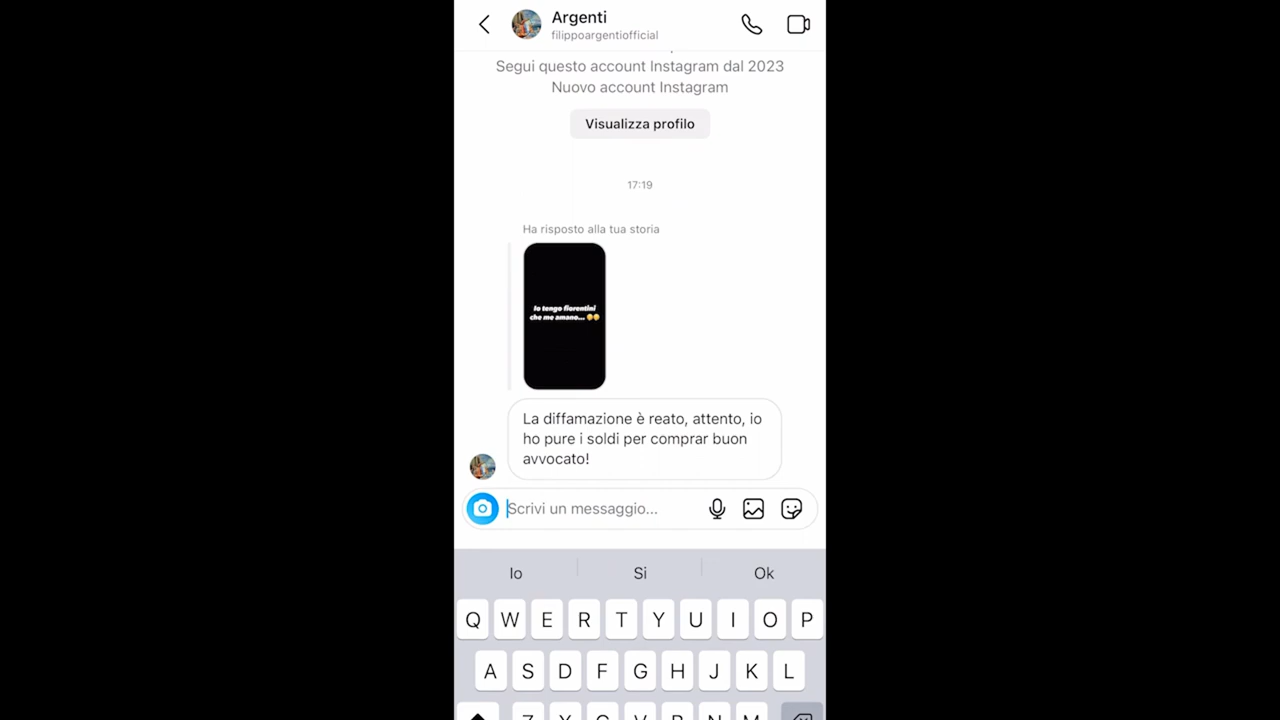 Argenti
filippoargentiofficial
Segui questo account Instagram dal 2023
Nuovo account Instagram
Visualizza profilo
17:19
Ha risposto alla tua storia
Io tengo fiorentini
che me amano...
La diffamazione è reato, attento, io
ho pure i soldi per comprar buon
avvocato!
Scrivi un messaggio...
Io Si Ok
Q W E R T Y U I O P
A S D F G H J K L
Z X C V B N M